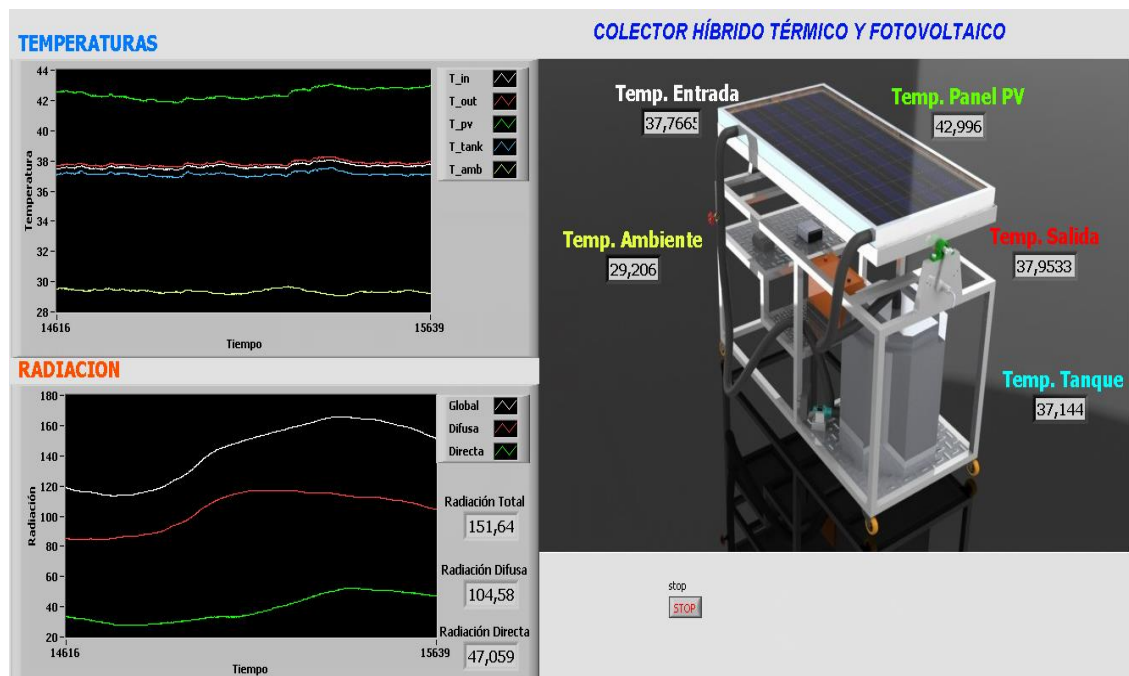 COLECTOR HÍBRIDO TÉRMICO Y FOTOVOLTAICO
TEMPERATURAS
44
42
40
38
36
34
32
30
28
Temperatura
14616
15639
Tiempo
T_in
T_out
T_pv
T_tank
T_amb
RADIACION
180
160
140
120
100
80
60
40
20
Radiación
14616
15639
Tiempo
Global
Difusa
Directa
Radiación Total
151,64
Radiación Difusa
104,58
Radiación Directa
47,059
Temp. Entrada
37,7665
Temp. Panel PV
42,996
Temp. Ambiente
29,206
Temp. Salida
37,9533
Temp. Tanque
37,144
stop
STOP